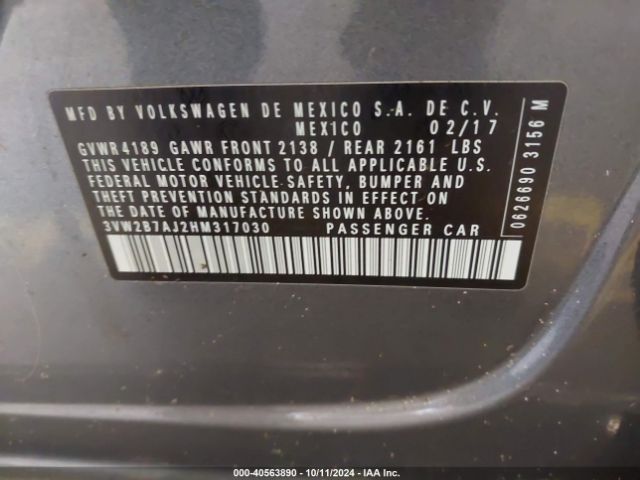 MFD BY VOLKSWAGEN DE MEXICO S.A. DE C.V.
MEXICO 02/17
GVWR 4189 GAWR FRONT 2138 / REAR 2161 LBS
THIS VEHICLE CONFORMS TO ALL APPLICABLE U.S.
FEDERAL MOTOR VEHICLE SAFETY, BUMPER AND
THEFT PREVENTION STANDARDS IN EFFECT ON
THE DATE OF MANUFACTURE SHOWN ABOVE.
3VW2B7AJ2HM317030 PASSENGER CAR
0626690 3156 M
000-40563890 - 10/11/2024 - IAA Inc.